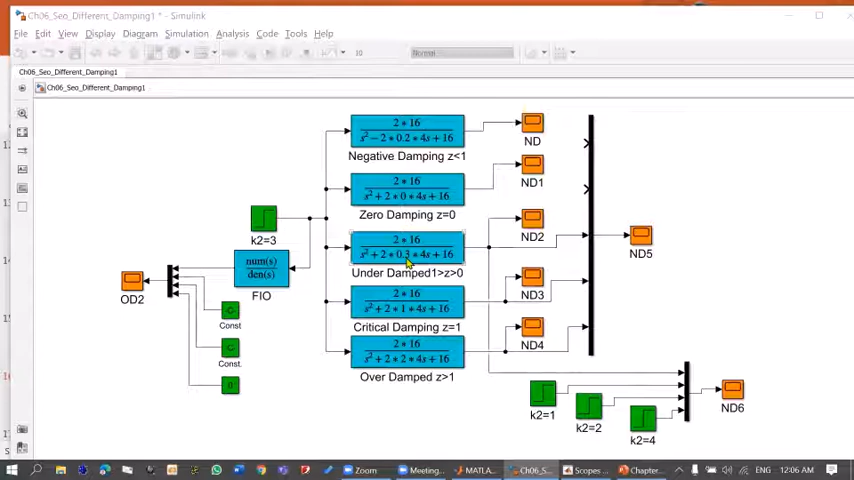 Ch06_Seo_Different_Damping1 * - Simulink
File Edit View Display Diagram Simulation Analysis Code Tools Help
10 Normal
Ch06_Seo_Different_Damping1
Ch06_Seo_Different_Damping1
2 * 16
s² − 2 * 0.2 * 4s + 16
Negative Damping z<1
ND
2 * 16
s² + 2 * 0 * 4s + 16
Zero Damping z=0
ND1
k2=3
2 * 16
s² + 2 * 0.3 * 4s + 16
Under Damped1>z>0
ND2
ND5
num(s)
den(s)
FIO
OD2
2 * 16
s² + 2 * 1 * 4s + 16
Critical Damping z=1
ND3
-C-
Const
2 * 16
s² + 2 * 2 * 4s + 16
Over Damped z>1
ND4
-C-
Const.
0
k2=1
k2=2
k2=4
ND6
Zoom
Meeting...
MATLA...
Ch06_S...
Scopes ...
Chapter...
ENG
12:06 AM